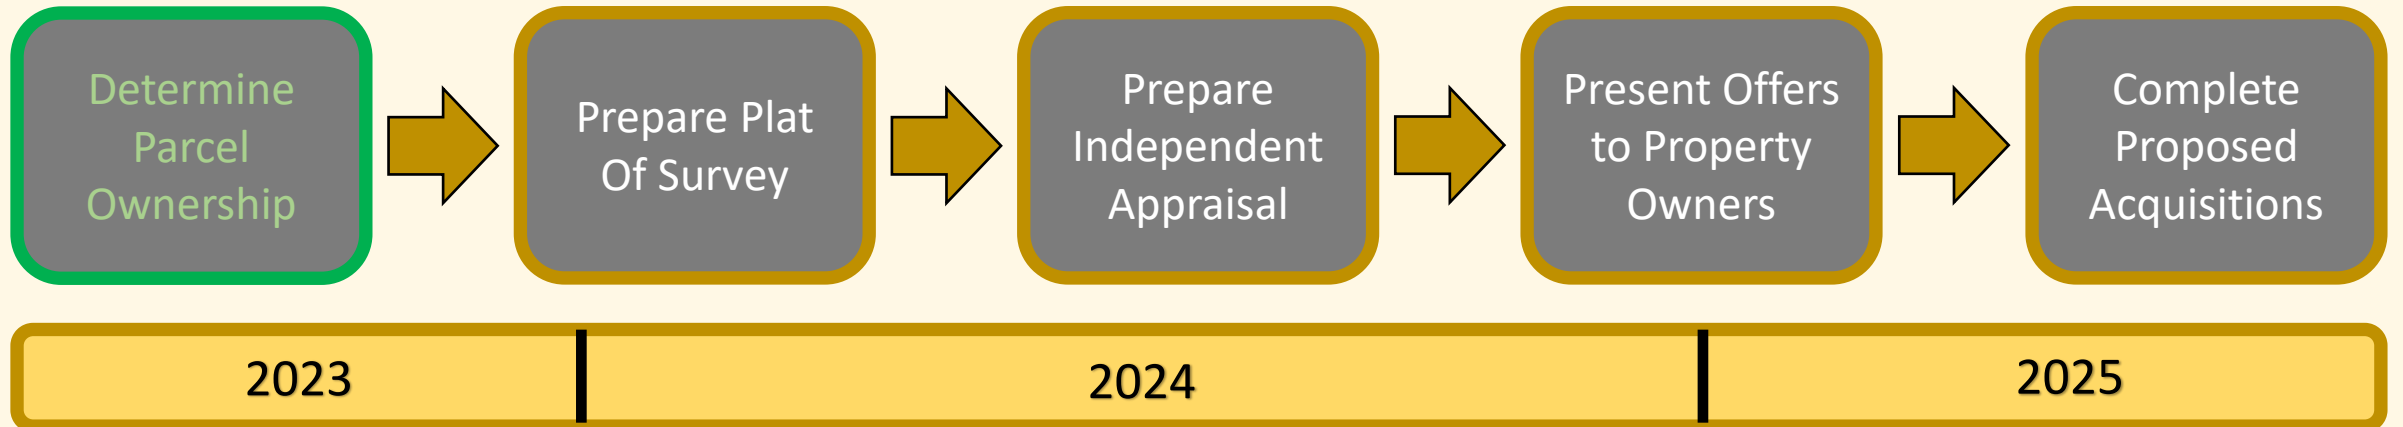 Determine
Parcel
Ownership
Prepare Plat
Of Survey
Prepare
Independent
Appraisal
Present Offers
to Property
Owners
Complete
Proposed
Acquisitions
2023
2024
2025